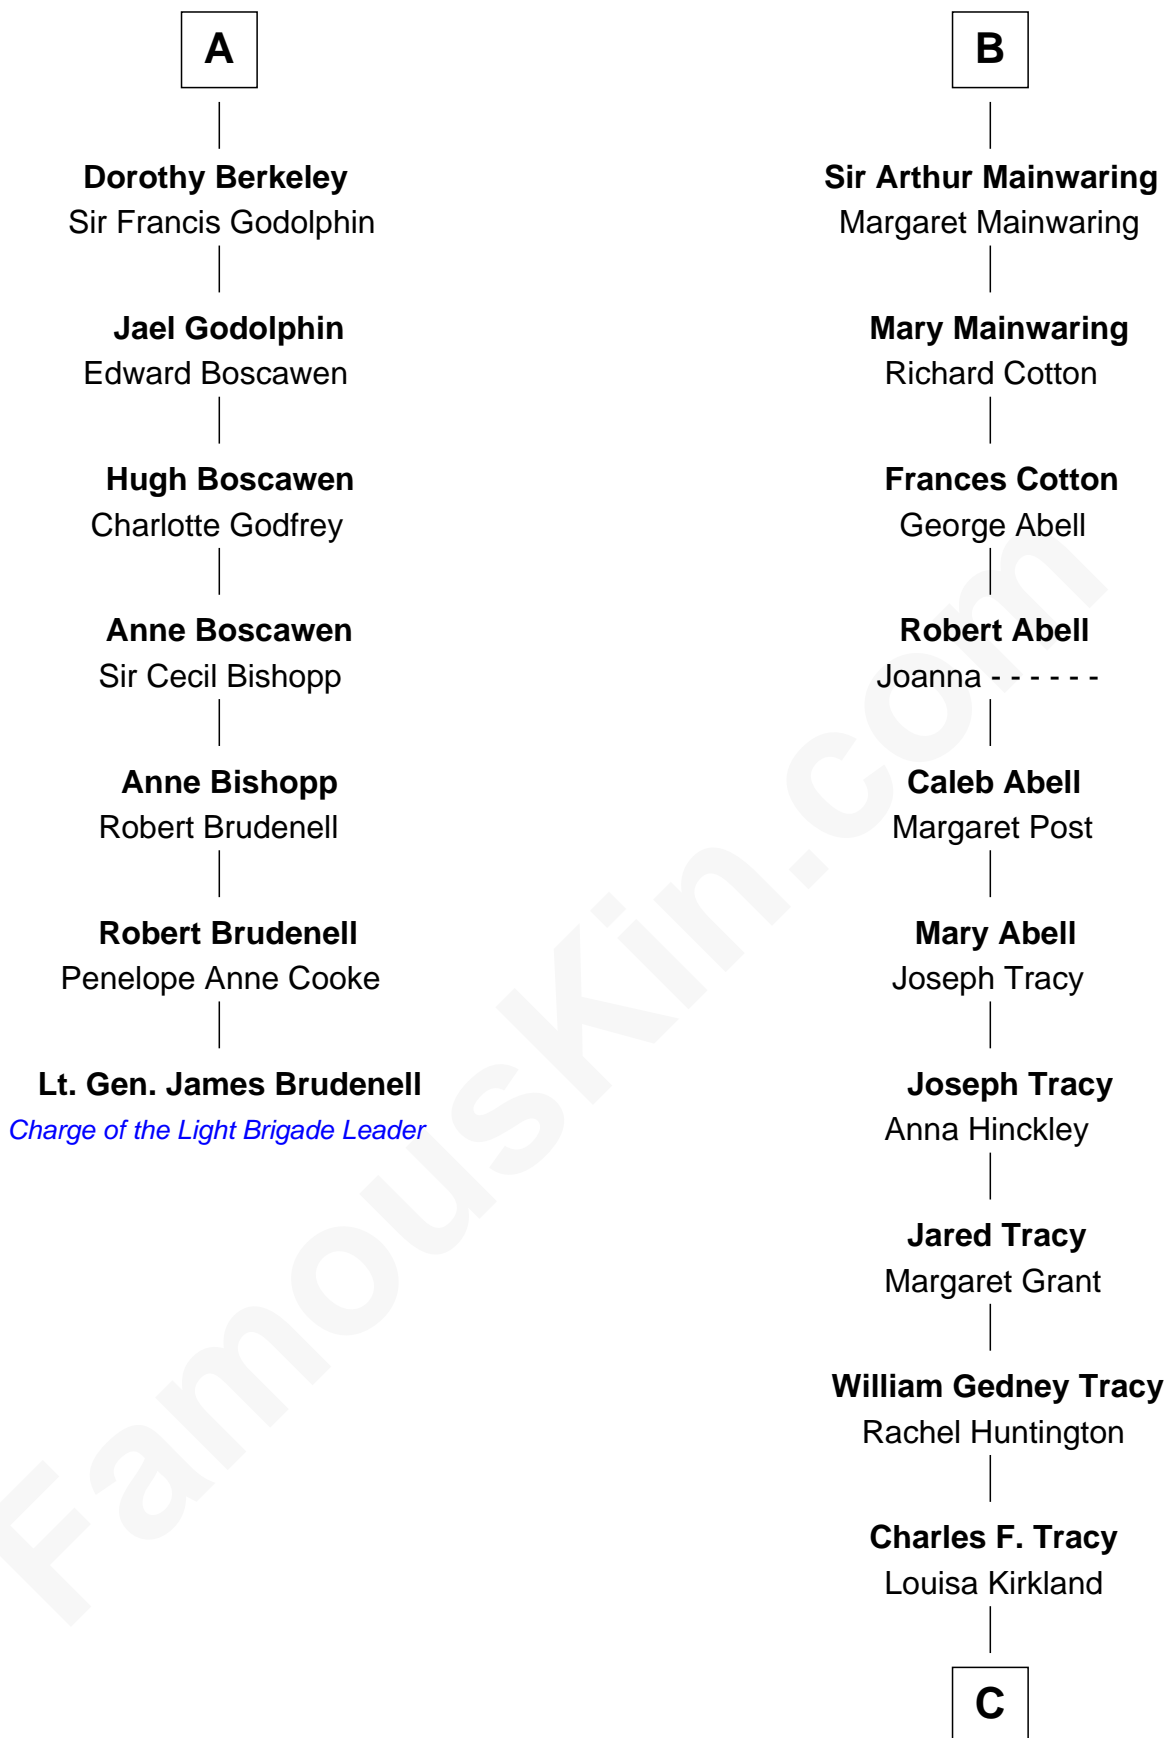 A
Dorothy Berkeley
Sir Francis Godolphin
Jael Godolphin
Edward Boscawen
Hugh Boscawen
Charlotte Godfrey
Anne Boscawen
Sir Cecil Bishopp
Anne Bishopp
Robert Brudenell
Robert Brudenell
Penelope Anne Cooke
Lt. Gen. James Brudenell
Charge of the Light Brigade Leader
B
Sir Arthur Mainwaring
Margaret Mainwaring
Mary Mainwaring
Richard Cotton
Frances Cotton
George Abell
Robert Abell
Joanna - - - - - -
Caleb Abell
Margaret Post
Mary Abell
Joseph Tracy
Joseph Tracy
Anna Hinckley
Jared Tracy
Margaret Grant
William Gedney Tracy
Rachel Huntington
Charles F. Tracy
Louisa Kirkland
C
FamousKin.com